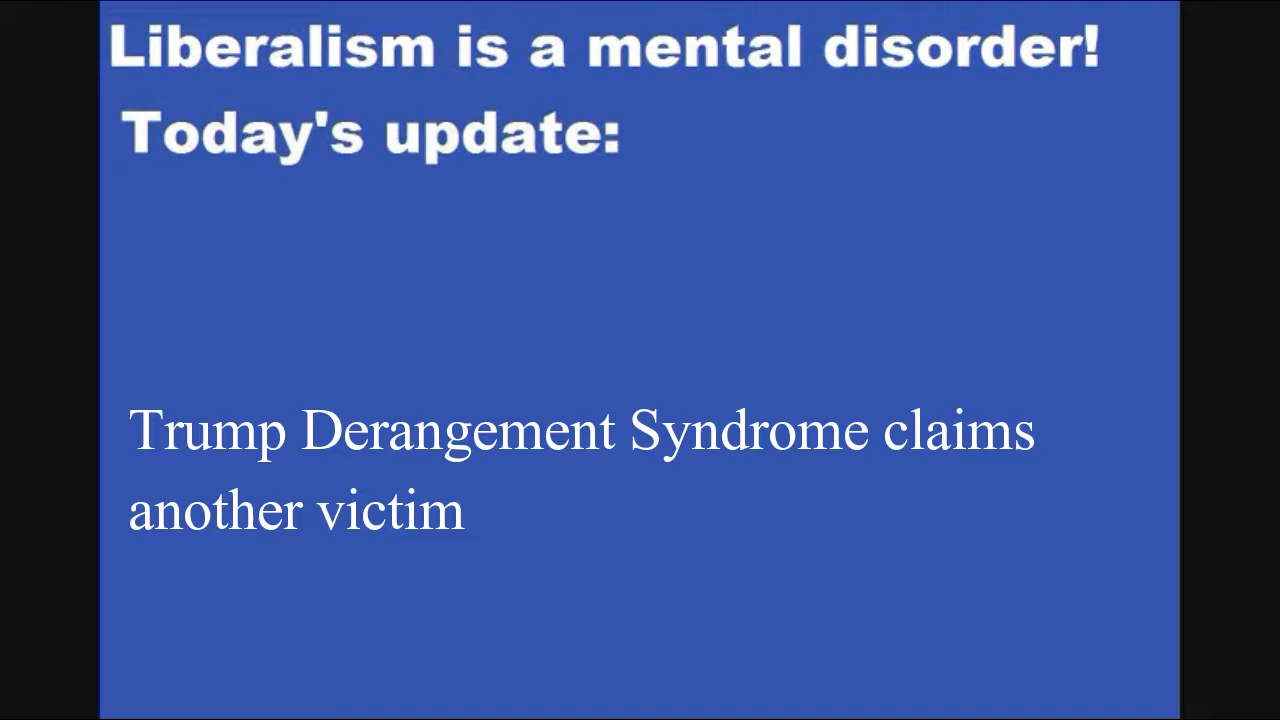 Liberalism is a mental disorder!
Today's update:
Trump Derangement Syndrome claims
another victim